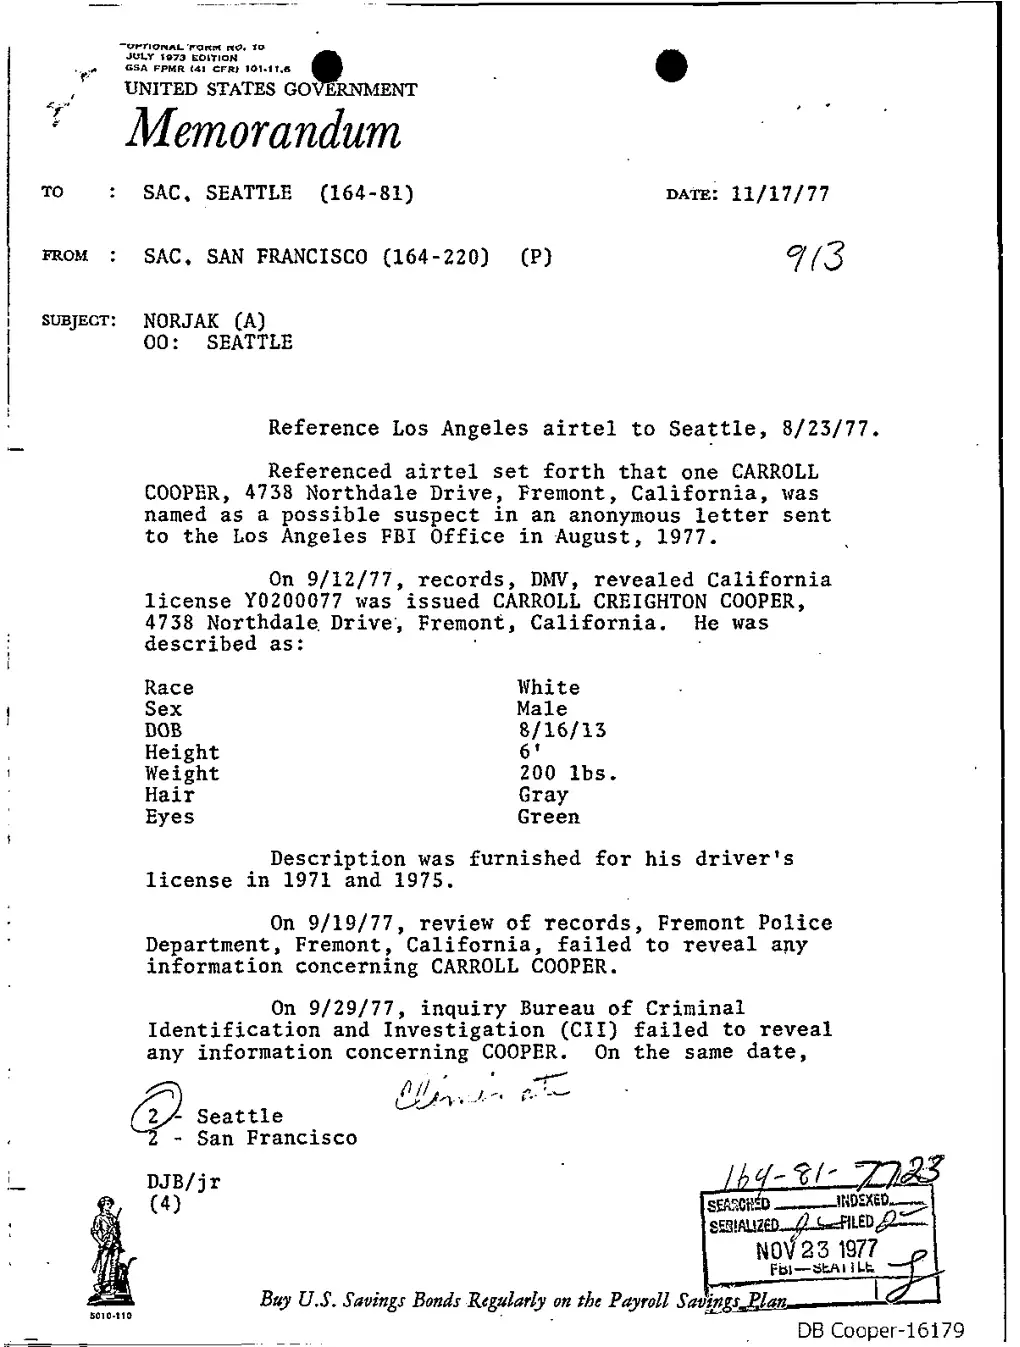 OPTIONAL FORM NO. 10
JULY 1973 EDITION
GSA FPMR (41 CFR) 101-11.6
UNITED STATES GOVERNMENT
Memorandum
TO : SAC, SEATTLE (164-81) DATE: 11/17/77
FROM : SAC, SAN FRANCISCO (164-220) (P) 913
SUBJECT: NORJAK (A)
OO: SEATTLE
Reference Los Angeles airtel to Seattle, 8/23/77.
Referenced airtel set forth that one CARROLL
COOPER, 4738 Northdale Drive, Fremont, California, was
named as a possible suspect in an anonymous letter sent
to the Los Angeles FBI Office in August, 1977.
On 9/12/77, records, DMV, revealed California
license Y0200077 was issued CARROLL CREIGHTON COOPER,
4738 Northdale Drive, Fremont, California. He was
described as:
Race White
Sex Male
DOB 8/16/13
Height 6'
Weight 200 lbs.
Hair Gray
Eyes Green
Description was furnished for his driver's
license in 1971 and 1975.
On 9/19/77, review of records, Fremont Police
Department, Fremont, California, failed to reveal any
information concerning CARROLL COOPER.
On 9/29/77, inquiry Bureau of Criminal
Identification and Investigation (CII) failed to reveal
any information concerning COOPER. On the same date,
Eliminate
2 - Seattle
2 - San Francisco
DJB/jr
(4)
164-81-7723
SEARCHED INDEXED
SERIALIZED FILED
NOV 23 1977
FBI—SEATTLE
Buy U.S. Savings Bonds Regularly on the Payroll Savings Plan
5010-110
DB Cooper-16179